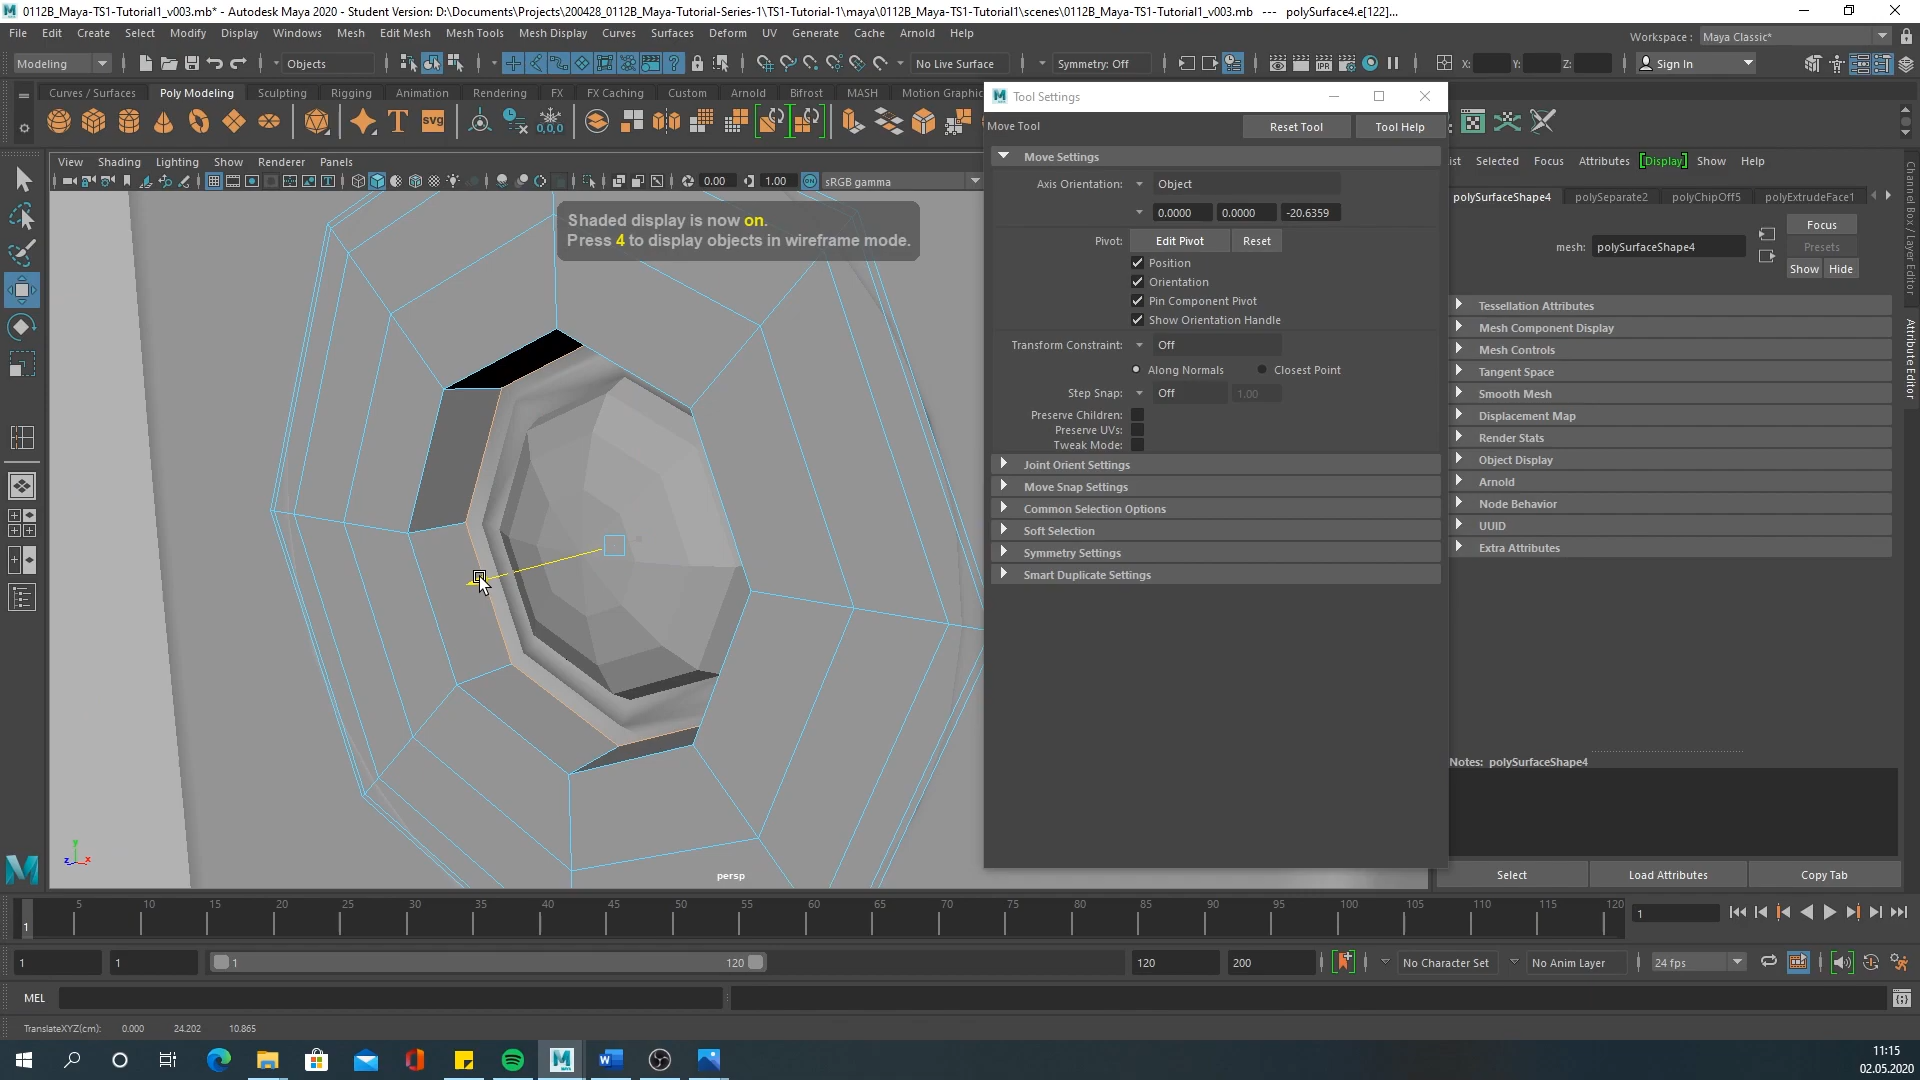 0112B_Maya-TS1-Tutorial1_v003.mb* - Autodesk Maya 2020 - Student Version: D:\Documents\Projects\200428_0112B_Maya-Tutorial-Series-1\TS1-Tutorial-1\maya\0112B_Maya-TS1-Tutorial1\scenes\0112B_Maya-TS1-Tutorial1_v003.mb --- polySurface4.e[122]...
File Edit Create Select Modify Display Windows Mesh Edit Mesh Mesh Tools Mesh Display Curves Surfaces Deform UV Generate Cache Arnold Help
Workspace : Maya Classic*
Modeling Objects No Live Surface Symmetry: Off X: Y: Z: Sign In
Curves / Surfaces Poly Modeling Sculpting Rigging Animation Rendering FX FX Caching Custom Arnold Bifrost MASH Motion Graphic
T svg 0,0,0
Tool Settings
Move Tool Reset Tool Tool Help
View Shading Lighting Show Renderer Panels
0.00 1.00 sRGB gamma
Shaded display is now on.
Press 4 to display objects in wireframe mode.
Move Settings
Axis Orientation: Object
0.0000 0.0000 -20.6359
Pivot: Edit Pivot Reset
Position
Orientation
Pin Component Pivot
Show Orientation Handle
Transform Constraint: Off
Along Normals Closest Point
Step Snap: Off 1.00
Preserve Children:
Preserve UVs:
Tweak Mode:
Joint Orient Settings
Move Snap Settings
Common Selection Options
Soft Selection
Symmetry Settings
Smart Duplicate Settings
ist Selected Focus Attributes Display Show Help
polySurfaceShape4 polySeparate2 polyChipOff5 polyExtrudeFace1
Focus
mesh: polySurfaceShape4 Presets
Show Hide
Tessellation Attributes
Mesh Component Display
Mesh Controls
Tangent Space
Smooth Mesh
Displacement Map
Render Stats
Object Display
Arnold
Node Behavior
UUID
Extra Attributes
Notes: polySurfaceShape4
Select Load Attributes Copy Tab
Channel Box / Layer Editor
Attribute Editor
y
z x
persp
5 10 15 20 25 30 35 40 45 50 55 60 65 70 75 80 85 90 95 100 105 110 115 120
1 1
1 1 1 120 120 200 No Character Set No Anim Layer 24 fps
MEL
TranslateXYZ(cm): 0.000 24.202 10.865
11:15
02.05.2020